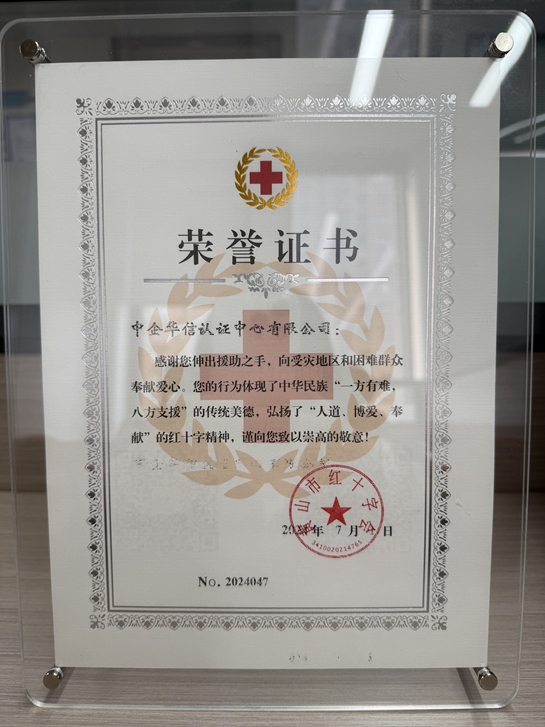 荣誉证书
中企华信认证中心有限公司：
感谢您伸出援助之手，向受灾地区和困难群众
奉献爱心。您的行为体现了中华民族“一方有难，
八方支援”的传统美德，弘扬了“人道、博爱、奉
献”的红十字精神，谨向您致以崇高的敬意！
山市红十字会
年 7 月 日
3410020214761
No. 2024047